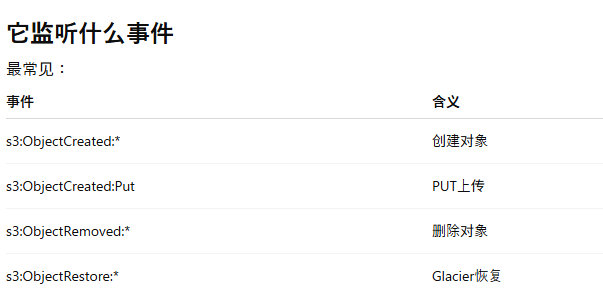 它监听什么事件
最常见：
事件 含义
s3:ObjectCreated:* 创建对象
s3:ObjectCreated:Put PUT上传
s3:ObjectRemoved:* 删除对象
s3:ObjectRestore:* Glacier恢复